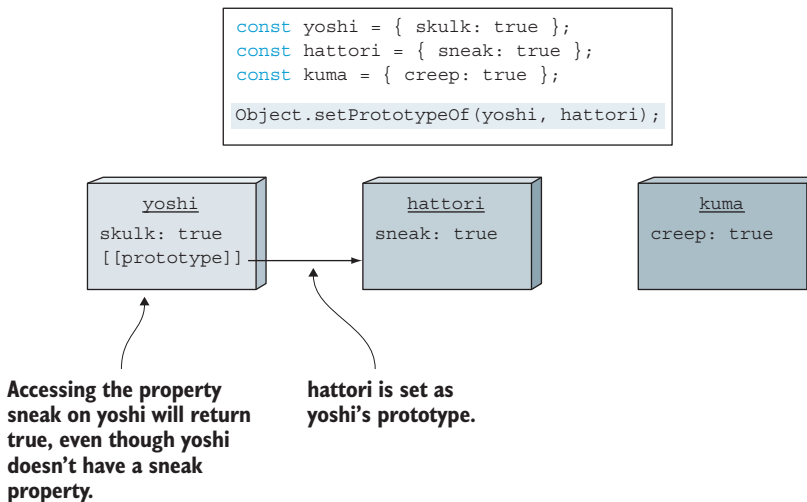 const yoshi = { skulk: true };
const hattori = { sneak: true };
const kuma = { creep: true };
Object.setPrototypeOf(yoshi, hattori);
yoshi
skulk: true
[[prototype]]
hattori
sneak: true
kuma
creep: true
Accessing the property
sneak on yoshi will return
true, even though yoshi
doesn't have a sneak
property.
hattori is set as
yoshi's prototype.